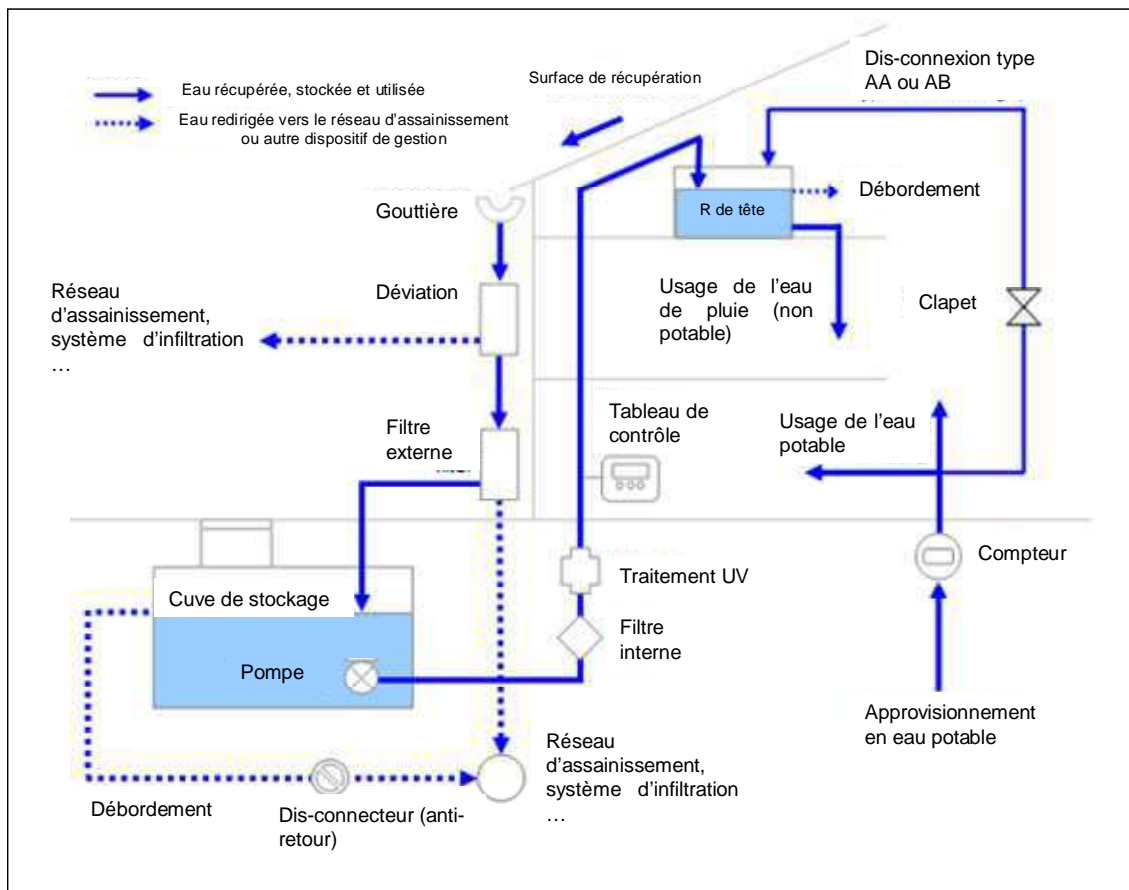 Dis-connexion type
AA ou AB
Surface de récupération
Eau récupérée, stockée et utilisée
Eau redirigée vers le réseau d'assainissement
ou autre dispositif de gestion
Gouttière
R de tête
Débordement
Déviation
Réseau
d'assainissement,
système d'infiltration
…
Usage de l'eau
de pluie (non
potable)
Clapet
Filtre
externe
Tableau de
contrôle
Usage de l'eau
potable
Compteur
Traitement UV
Cuve de stockage
Filtre
interne
Pompe
Approvisionnement
en eau potable
Réseau
d'assainissement,
système d'infiltration
…
Débordement
Dis-connecteur (anti-
retour)